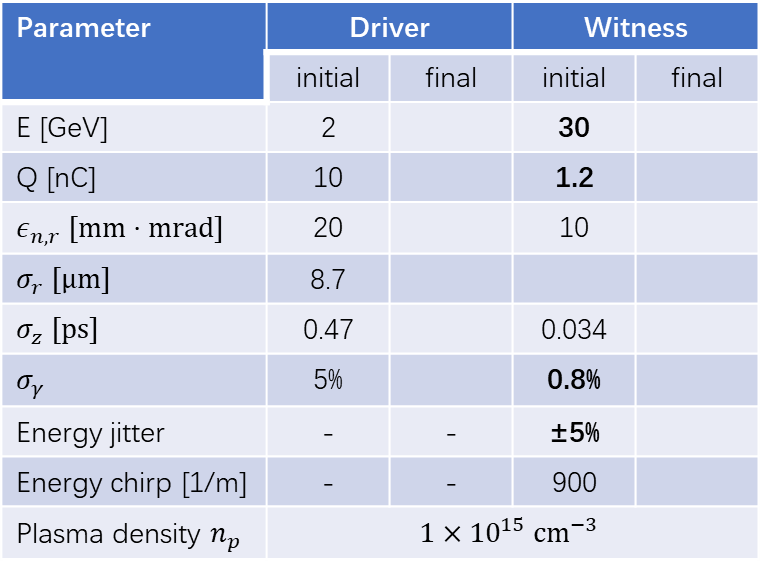 Parameter Driver Witness
initial final initial final
E [GeV] 2 30
Q [nC] 10 1.2
ϵn,r [mm · mrad] 20 10
σr [μm] 8.7
σz [ps] 0.47 0.034
σγ 5% 0.8%
Energy jitter - - ±5%
Energy chirp [1/m] - - 900
Plasma density np 1 × 10¹⁵ cm⁻³